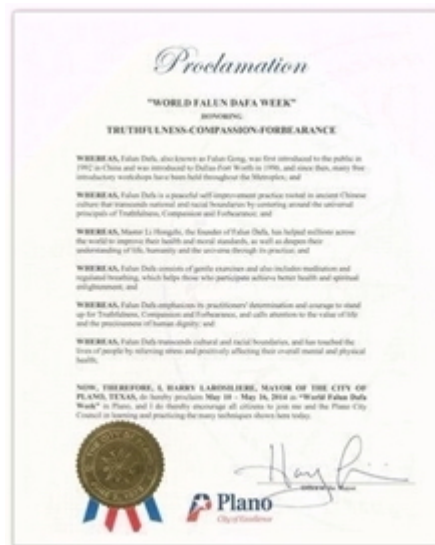 Proclamation
"WORLD FALUN DAFA WEEK"
HONORING
TRUTHFULNESS-COMPASSION-FORBEARANCE
WHEREAS, Falun Dafa, also known as Falun Gong, was first introduced to the public in
1992 in China and was introduced to Dallas-Fort Worth in 1996, and since then, many free
introductory workshops have been held throughout the Metroplex; and
WHEREAS, Falun Dafa is a peaceful self improvement practice rooted in ancient Chinese
culture that transcends national and racial boundaries by centering around the universal
principals of Truthfulness, Compassion and Forbearance; and
WHEREAS, Master Li Hongzhi, the founder of Falun Dafa, has helped millions across
the world to improve their health and moral standards, as well as deepen their
understanding of life, humanity and the universe through its practice; and
WHEREAS, Falun Dafa consists of gentle exercises and also includes meditation and
regulated breathing, which helps those who participate achieve better health and spiritual
enlightenment; and
WHEREAS, Falun Dafa emphasizes its practitioners' determination and courage to stand
up for Truthfulness, Compassion and Forbearance, and calls attention to the value of life
and the preciousness of human dignity; and
WHEREAS, Falun Dafa transcends cultural and racial boundaries, and has touched the
lives of people by relieving stress and positively affecting their overall mental and physical
health;
NOW, THEREFORE, I, HARRY LAROSILIERE, MAYOR OF THE CITY OF
PLANO, TEXAS, do hereby proclaim May 10 – May 16, 2014 as "World Falun Dafa
Week" in Plano, and I do thereby encourage all citizens to join me and the Plano City
Council in learning and practicing the many techniques shown here today.
Mayor
Plano
City of Excellence